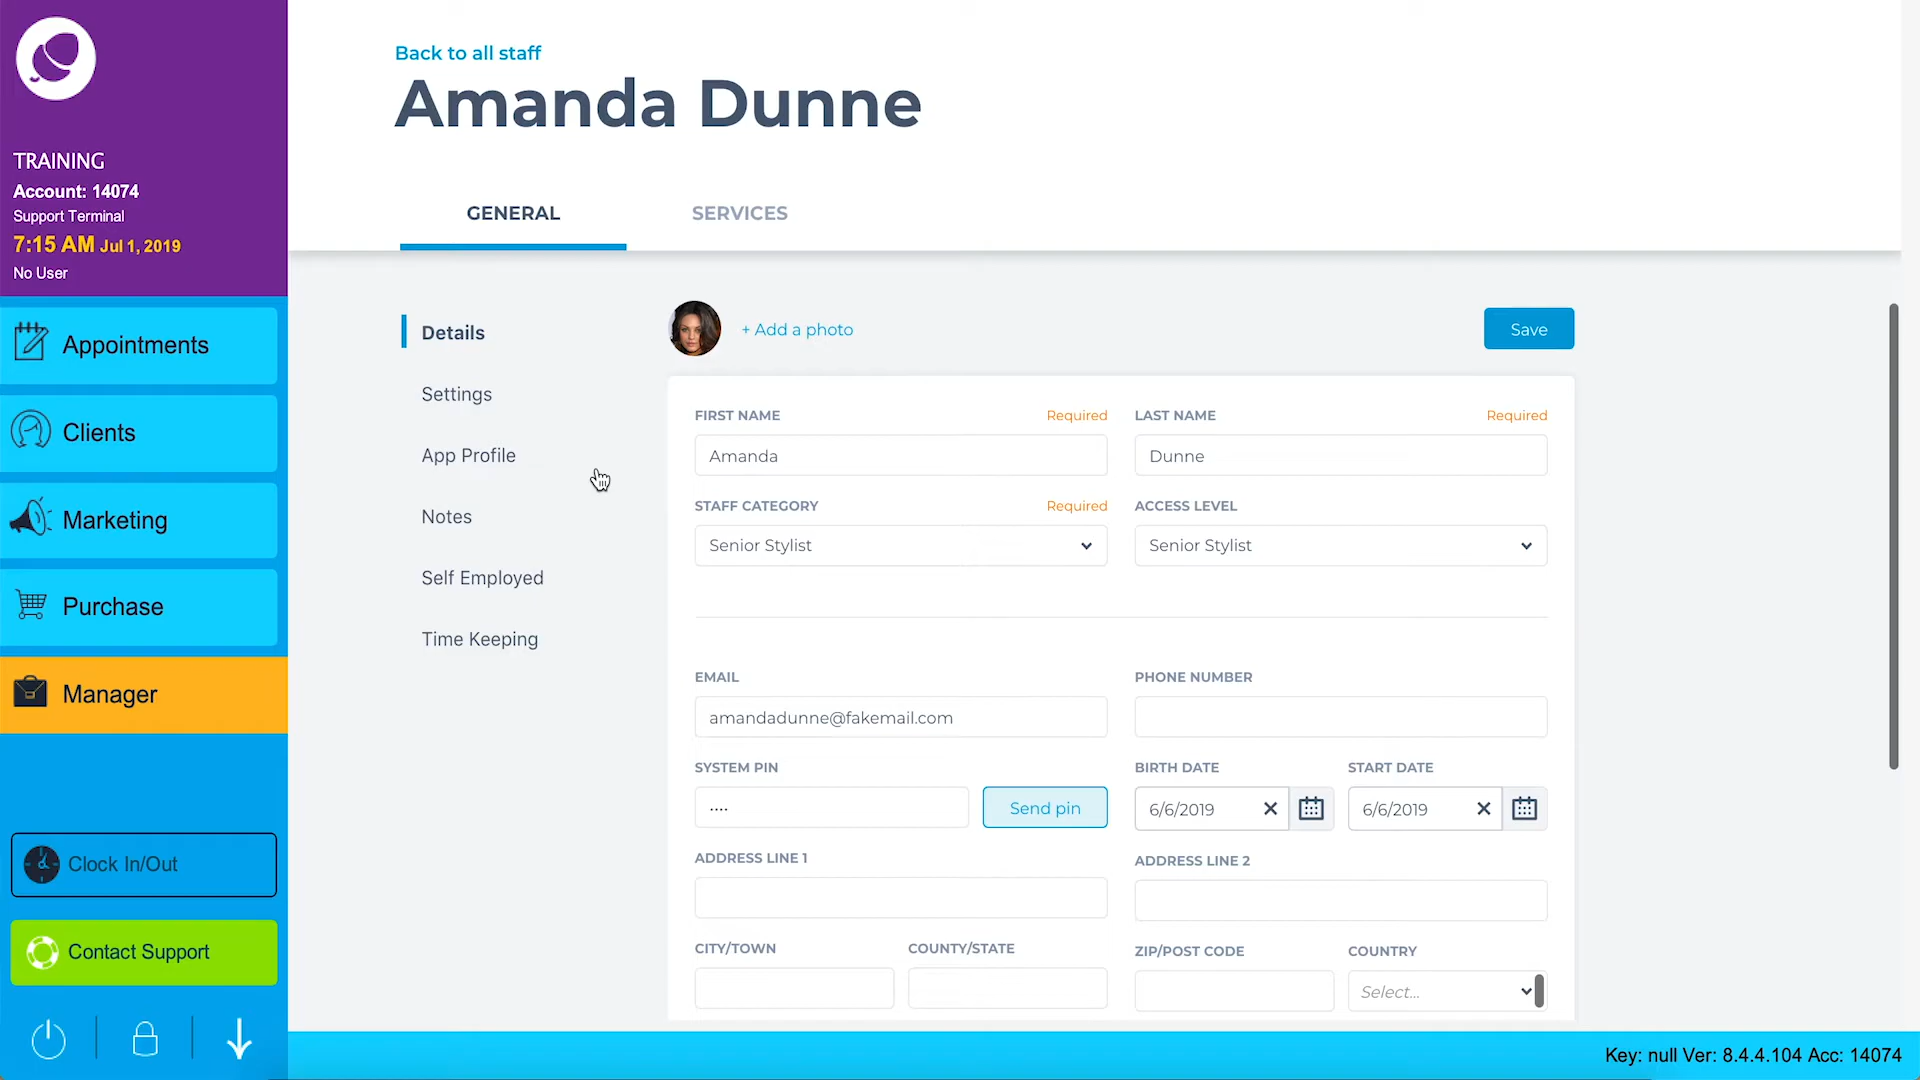 TRAINING
Account: 14074
Support Terminal
7:15 AM Jul 1, 2019
No User
Appointments
Clients
Marketing
Purchase
Manager
Clock In/Out
Contact Support
Back to all staff
Amanda Dunne
GENERAL SERVICES
Details
Settings
App Profile
Notes
Self Employed
Time Keeping
+ Add a photo
Save
FIRST NAME Required LAST NAME Required
Amanda Dunne
STAFF CATEGORY Required ACCESS LEVEL
Senior Stylist Senior Stylist
EMAIL PHONE NUMBER
amandadunne@fakemail.com
SYSTEM PIN BIRTH DATE START DATE
···· Send pin 6/6/2019 6/6/2019
ADDRESS LINE 1 ADDRESS LINE 2
CITY/TOWN COUNTY/STATE ZIP/POST CODE COUNTRY
Select...
Key: null Ver: 8.4.4.104 Acc: 14074